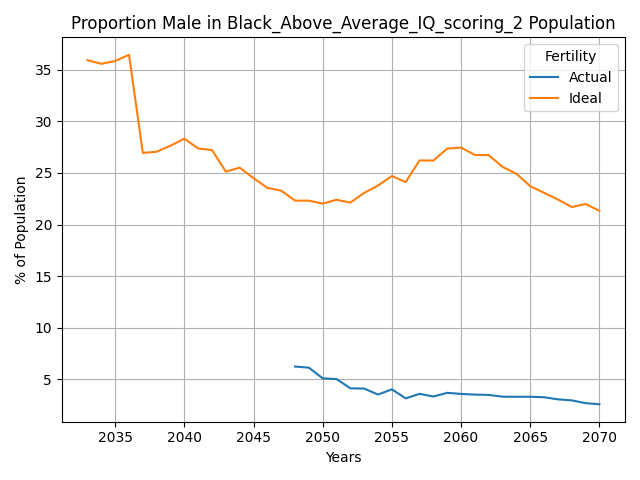 Proportion Male in Black_Above_Average_IQ_scoring_2 Population
Fertility
Actual
Ideal
% of Population
35
30
25
20
15
10
5
2035 2040 2045 2050 2055 2060 2065 2070
Years